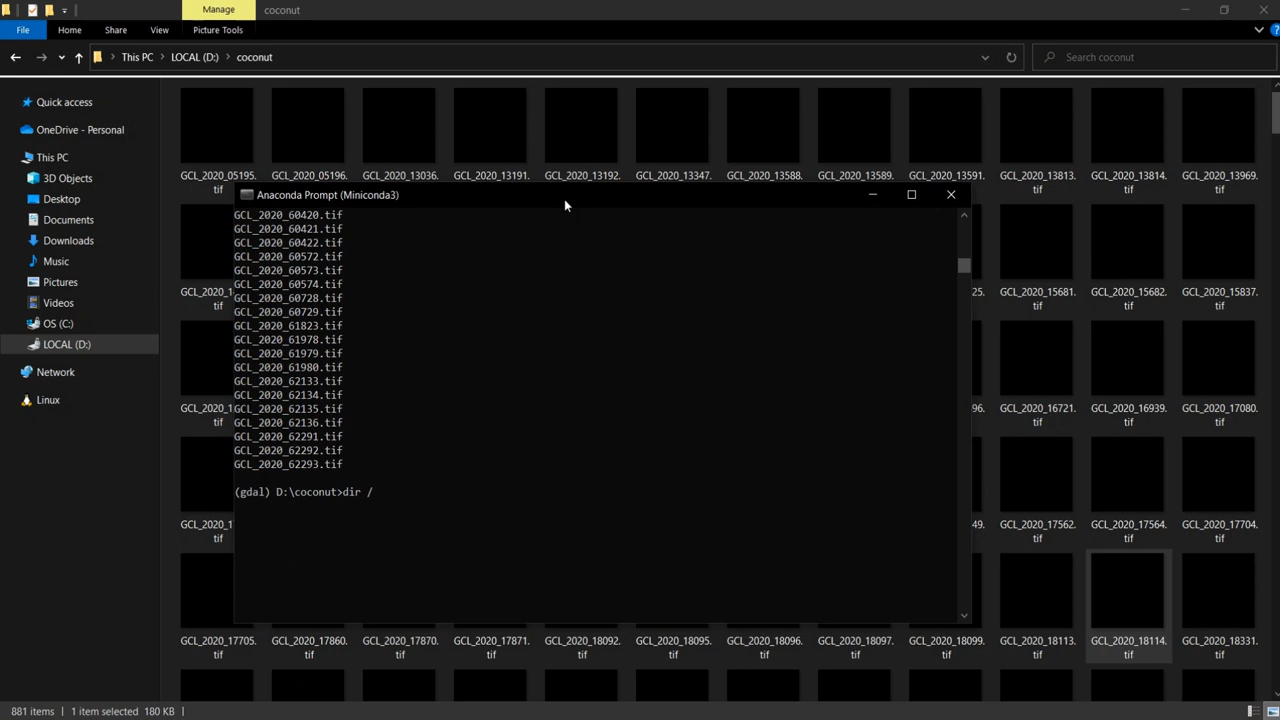 Manage
coconut
File
Home
Share
View
Picture Tools
This PC
LOCAL (D:)
coconut
Search coconut
Quick access
OneDrive - Personal
This PC
3D Objects
Desktop
Documents
Downloads
Music
Pictures
Videos
OS (C:)
LOCAL (D:)
Network
Linux
GCL_2020_05195.
tif
GCL_2020_05196.
GCL_2020_13036.
GCL_2020_13191.
GCL_2020_13192.
GCL_2020_13347.
GCL_2020_13587.
GCL_2020_13588.
GCL_2020_13591.
GCL_2020_13813.
tif
GCL_2020_13814.
tif
GCL_2020_13969.
tif
Anaconda Prompt (Miniconda3)
GCL_2020_60420.tif
GCL_2020_60421.tif
GCL_2020_60422.tif
GCL_2020_60572.tif
GCL_2020_60573.tif
GCL_2020_60574.tif
GCL_2020_60728.tif
GCL_2020_60729.tif
GCL_2020_61823.tif
GCL_2020_61978.tif
GCL_2020_61979.tif
GCL_2020_61980.tif
GCL_2020_62133.tif
GCL_2020_62134.tif
GCL_2020_62135.tif
GCL_2020_62136.tif
GCL_2020_62291.tif
GCL_2020_62292.tif
GCL_2020_62293.tif
(gdal) D:\coconut>dir /
tif
25.
GCL_2020_15681.
tif
GCL_2020_15682.
tif
GCL_2020_15837.
tif
tif
96.
GCL_2020_16721.
tif
GCL_2020_16939.
tif
GCL_2020_17080.
tif
tif
49.
GCL_2020_17562.
tif
GCL_2020_17564.
tif
GCL_2020_17704.
tif
GCL_2020_17705.
tif
GCL_2020_17860.
tif
GCL_2020_17870.
tif
GCL_2020_17871.
tif
GCL_2020_18092.
tif
GCL_2020_18095.
tif
GCL_2020_18096.
tif
GCL_2020_18097.
tif
GCL_2020_18099.
tif
GCL_2020_18113.
tif
GCL_2020_18114.
tif
GCL_2020_18331.
tif
881 items
1 item selected 180 KB